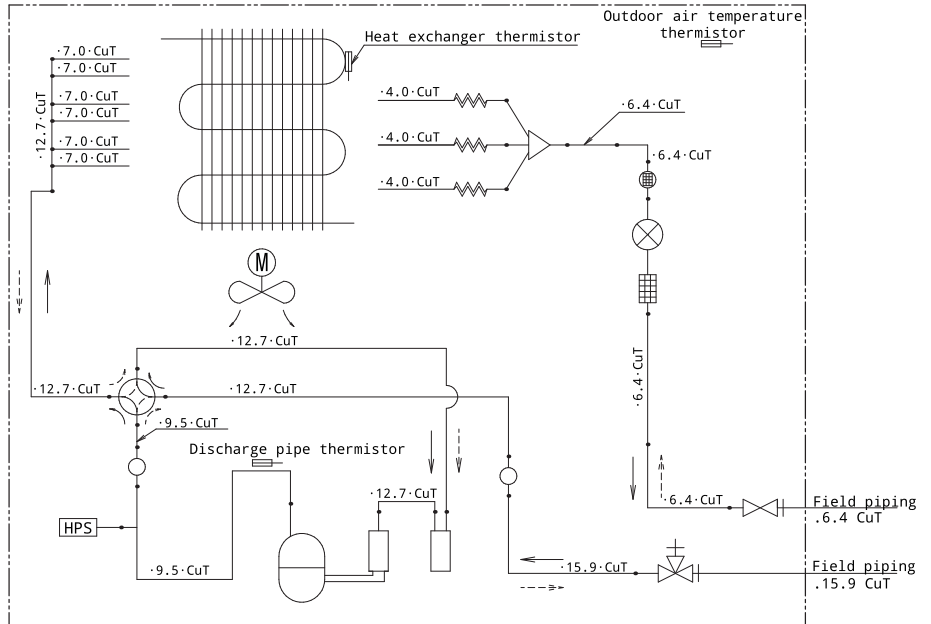 Outdoor air temperature
thermistor
Heat exchanger thermistor
·7.0·CuT
·7.0·CuT
·7.0·CuT
·7.0·CuT
·7.0·CuT
·7.0·CuT
·12.7·CuT
·4.0·CuT
·4.0·CuT
·4.0·CuT
·6.4·CuT
·6.4·CuT
M
·12.7·CuT
·6.4·CuT
·12.7·CuT
·12.7·CuT
·9.5·CuT
Discharge pipe thermistor
·12.7·CuT
·6.4·CuT
Field piping
.6.4 CuT
HPS
·9.5·CuT
·15.9·CuT
Field piping
.15.9 CuT